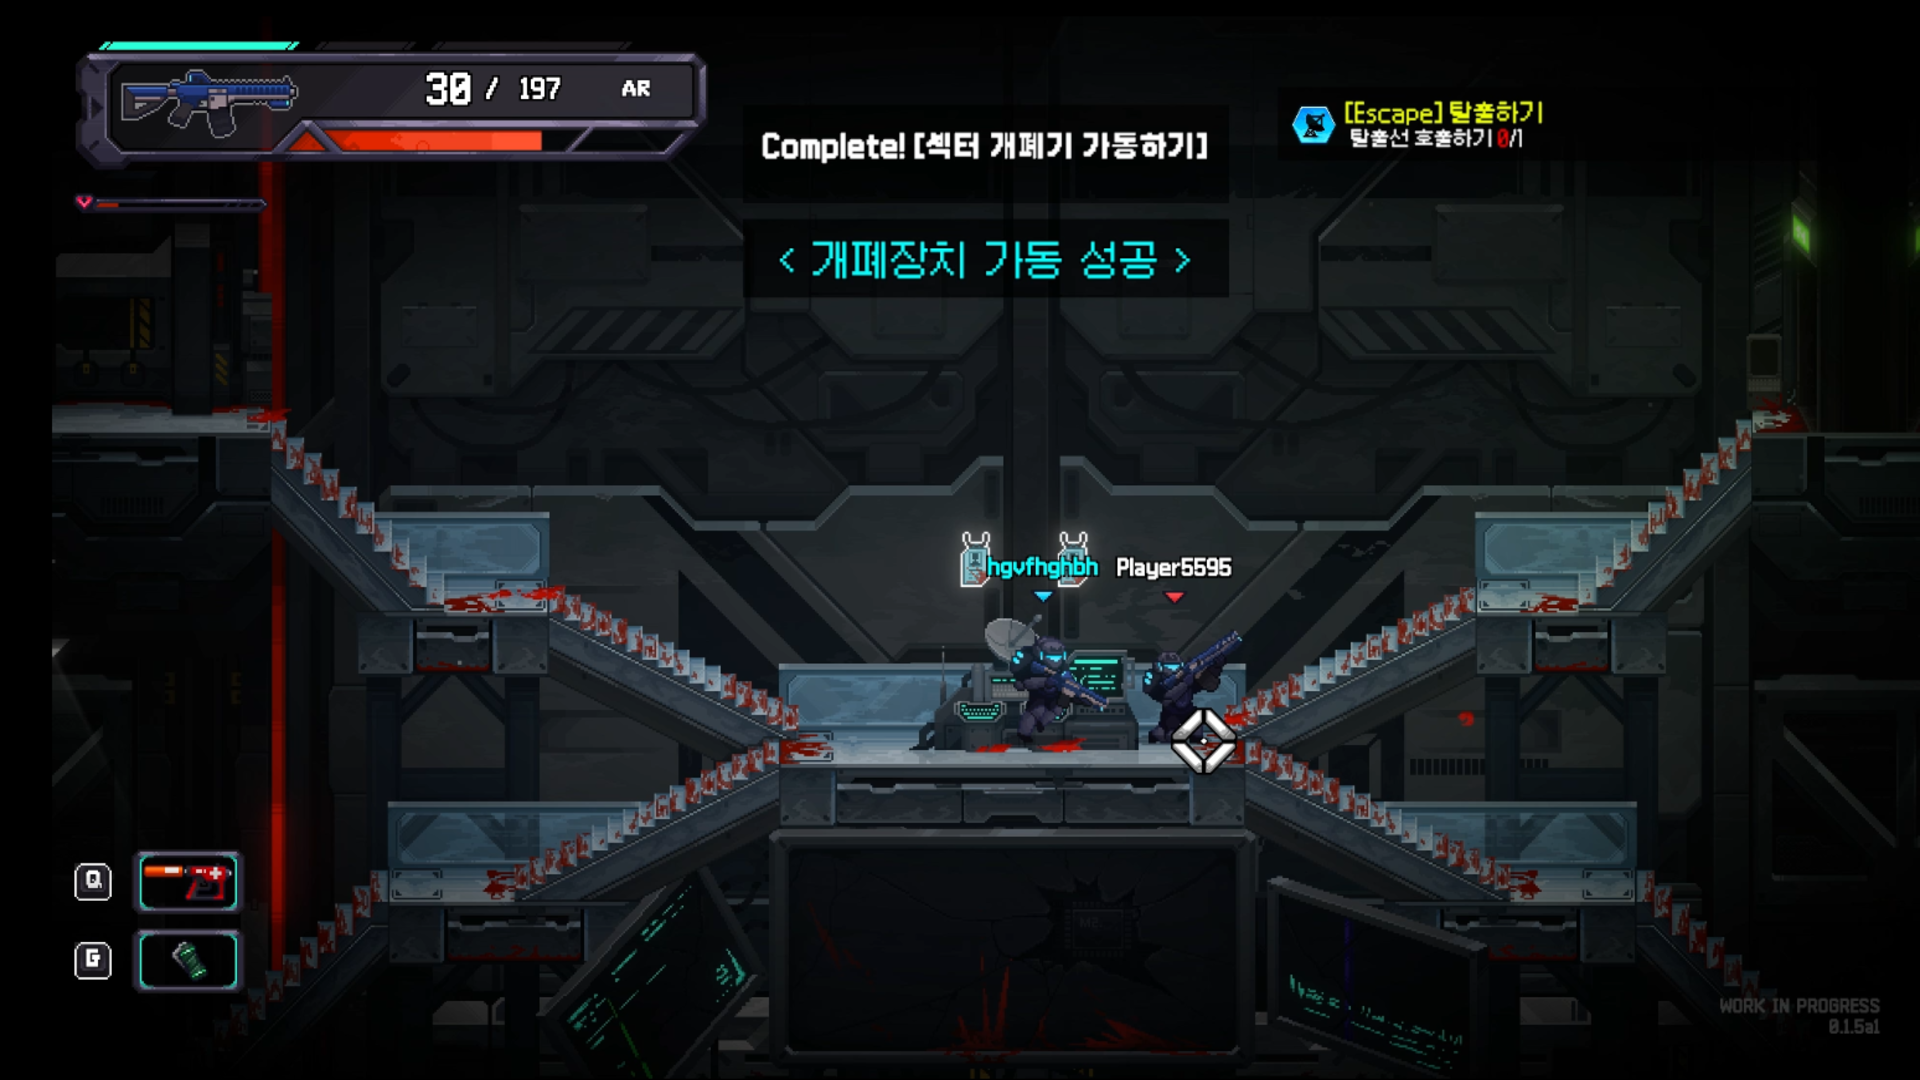 30 / 197 AR
Complete! [섹터 개폐기 가동하기]
< 개폐장치 가동 성공 >
[Escape] 탈출하기
탈출선 호출하기 0/1
hgvfhghbh Player5595
Q
G
WORK IN PROGRESS
0.1.5a1